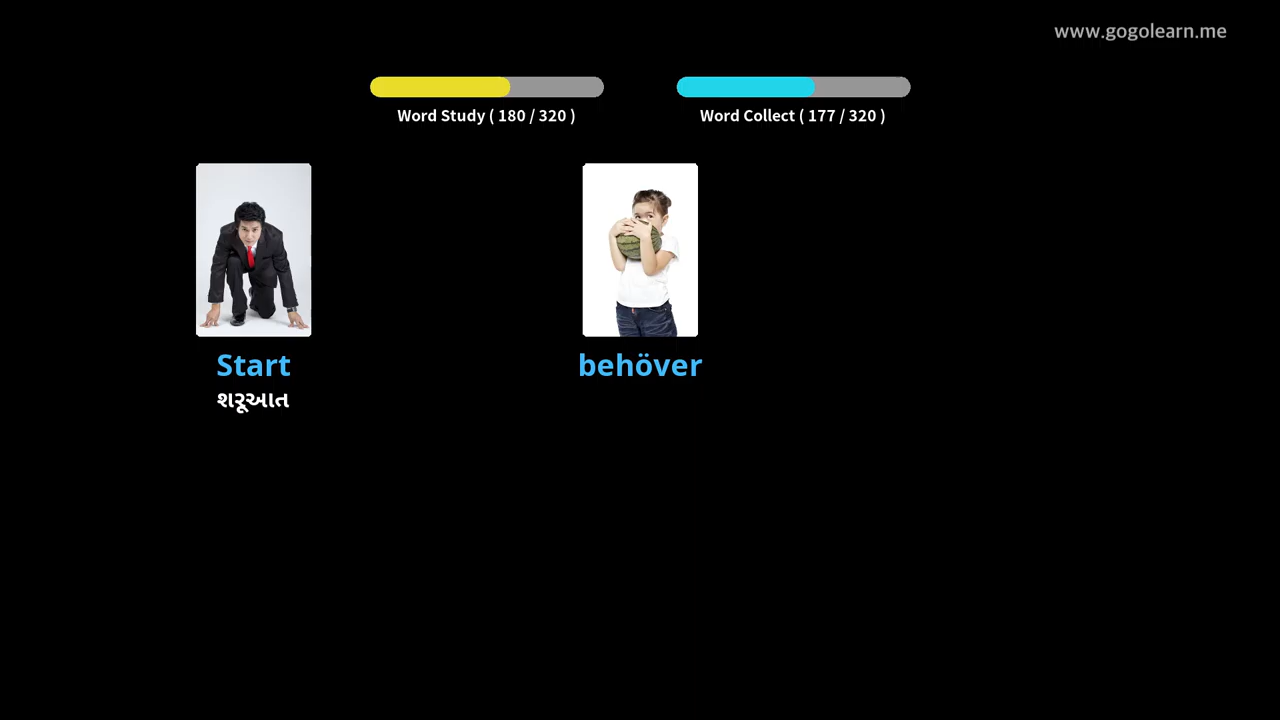 www.gogolearn.me
Word Study ( 180 / 320 )
Word Collect ( 177 / 320 )
Start
શરૂઆત
behöver